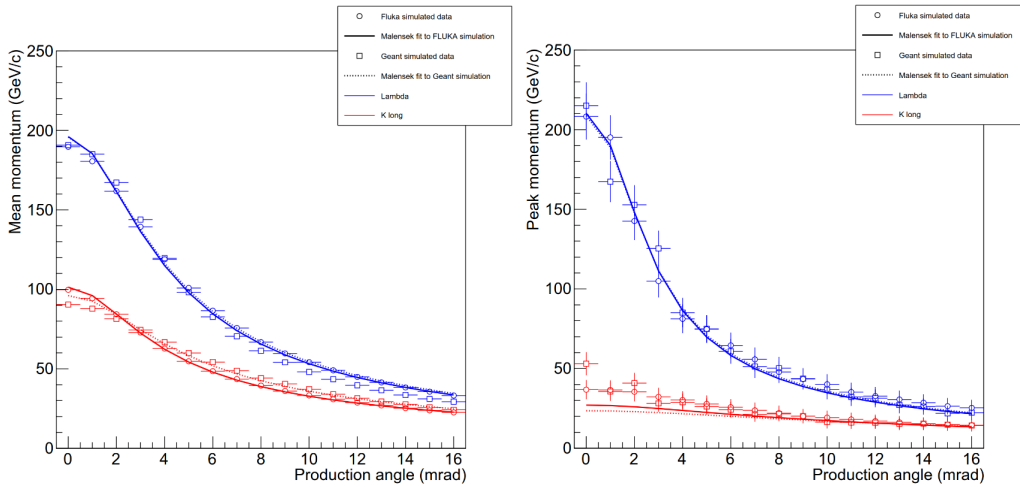 Fluka simulated data
Malensek fit to FLUKA simulation
Geant simulated data
Malensek fit to Geant simulation
Lambda
K long
Mean momentum (GeV/c)
250
200
150
100
50
0
0 2 4 6 8 10 12 14 16
Production angle (mrad)
Fluka simulated data
Malensek fit to FLUKA simulation
Geant simulated data
Malensek fit to Geant simulation
Lambda
K long
Peak momentum (GeV/c)
250
200
150
100
50
0
0 2 4 6 8 10 12 14 16
Production angle (mrad)